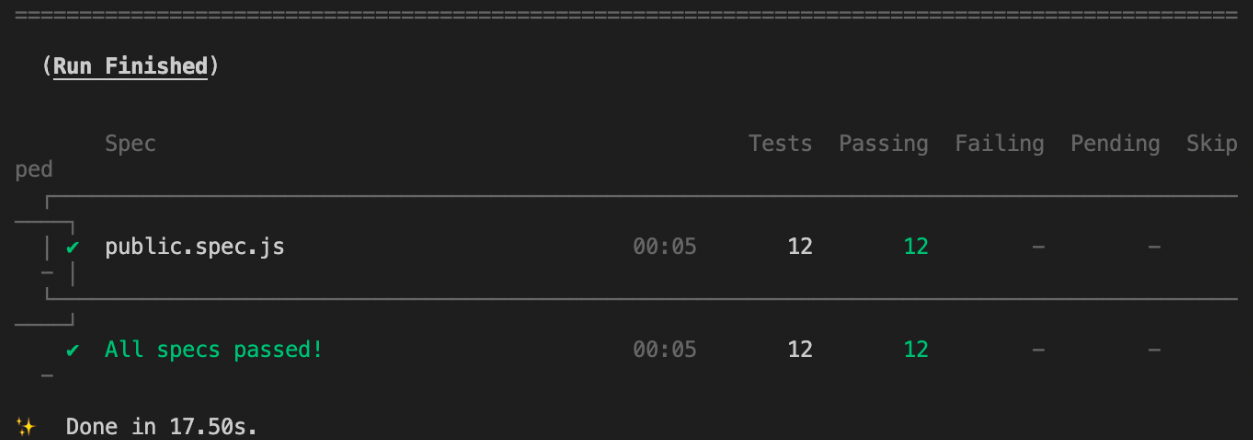 (Run Finished)
Spec Tests Passing Failing Pending Skip
ped
✔ public.spec.js 00:05 12 12 - -
-
✔ All specs passed! 00:05 12 12 - -
-
✨ Done in 17.50s.